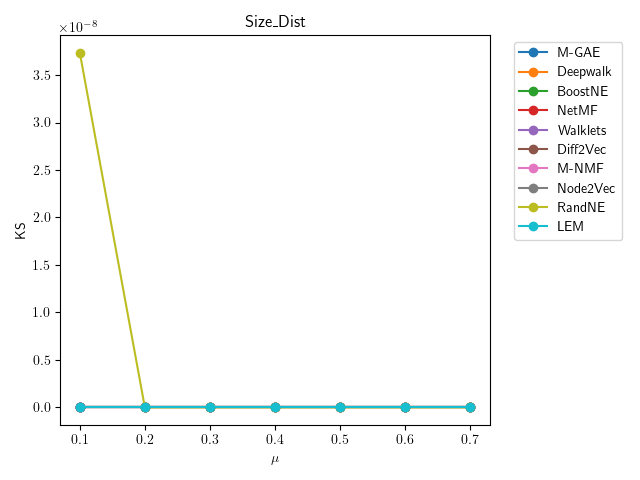 Size_Dist
×10⁻⁸
3.5
3.0
2.5
2.0
1.5
1.0
0.5
0.0
KS
0.1 0.2 0.3 0.4 0.5 0.6 0.7
μ
M-GAE
Deepwalk
BoostNE
NetMF
Walklets
Diff2Vec
M-NMF
Node2Vec
RandNE
LEM